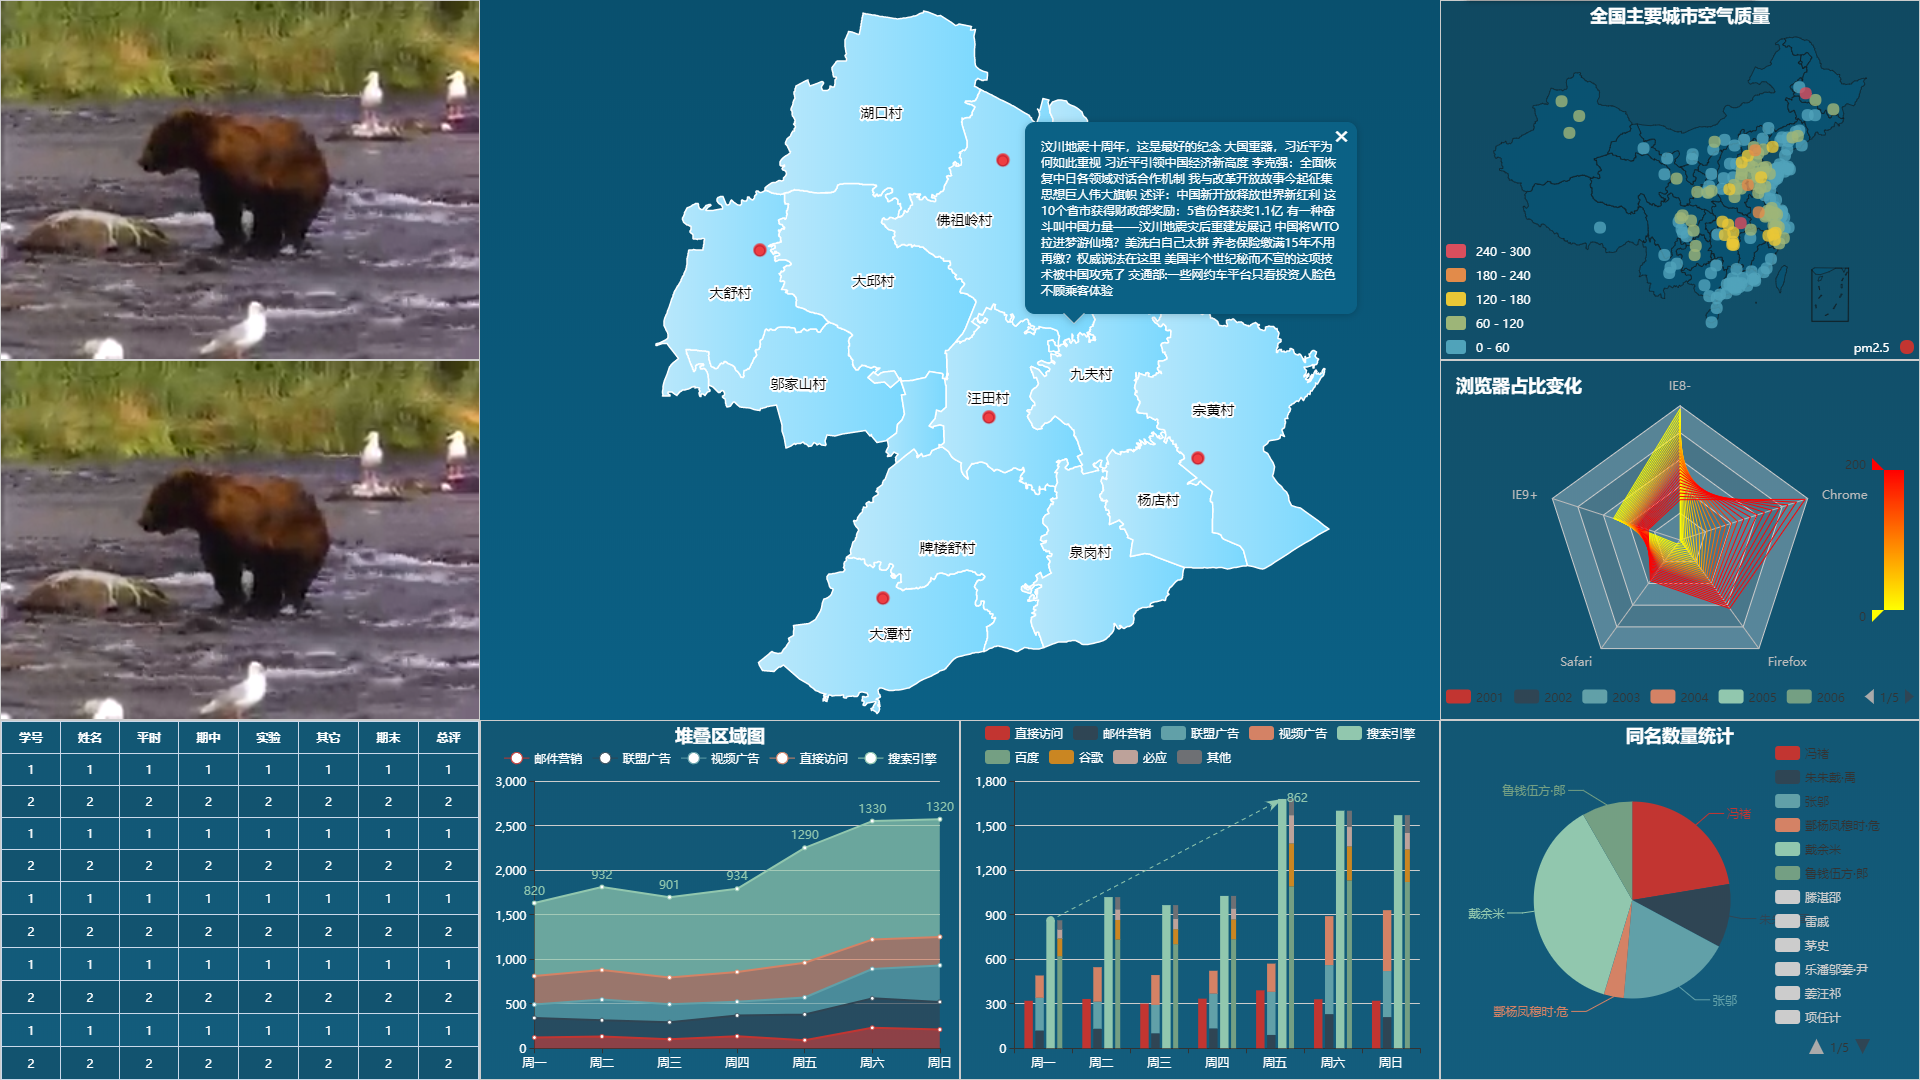 湖口村
佛祖岭村
大舒村
大邱村
邬家山村
汪田村
九夫村
宗黄村
杨店村
牌楼舒村
泉岗村
大潭村
汶川地震十周年，这是最好的纪念 大国重器，习近平为
何如此重视 习近平引领中国经济新高度 李克强：全面恢
复中日各领域对话合作机制 我与改革开放故事今起征集
思想巨人伟大旗帜 述评：中国新开放释放世界新红利 这
10个省市获得财政部奖励：5省份各获奖1.1亿 有一种奋
斗叫中国力量——汶川地震灾后重建发展记 中国将WTO
拉进梦游仙境？美洗白自己太拼 养老保险缴满15年不用
再缴？权威说法在这里 美国半个世纪秘而不宣的这项技
术被中国攻克了 交通部:一些网约车平台只看投资人脸色
不顾乘客体验
×
全国主要城市空气质量
240 - 300
180 - 240
120 - 180
60 - 120
0 - 60
pm2.5
浏览器占比变化
IE8-
IE9+
Chrome
Safari
Firefox
200
0
2001 2002 2003 2004 2005 2006 1/5
学号 姓名 平时 期中 实验 其它 期末 总评
1 1 1 1 1 1 1 1
2 2 2 2 2 2 2 2
1 1 1 1 1 1 1 1
2 2 2 2 2 2 2 2
1 1 1 1 1 1 1 1
2 2 2 2 2 2 2 2
1 1 1 1 1 1 1 1
2 2 2 2 2 2 2 2
1 1 1 1 1 1 1 1
2 2 2 2 2 2 2 2
堆叠区域图
邮件营销 联盟广告 视频广告 直接访问 搜索引擎
3,000
2,500
2,000
1,500
1,000
500
0
820 932 901 934 1290 1330 1320
周一 周二 周三 周四 周五 周六 周日
直接访问 邮件营销 联盟广告 视频广告 搜索引擎
百度 谷歌 必应 其他
1,800
1,500
1,200
900
600
300
0
862
周一 周二 周三 周四 周五 周六 周日
同名数量统计
鲁钱伍方·郎
冯禇
戴余米
张邬
酃杨凤穆时·危
冯禇
张邬
酃杨凤穆时·危
戴余米
鲁钱伍方·郎
滕湛邵
雷戚
茅史
乐潘邬姜·尹
姜汪祁
项任计
1/5